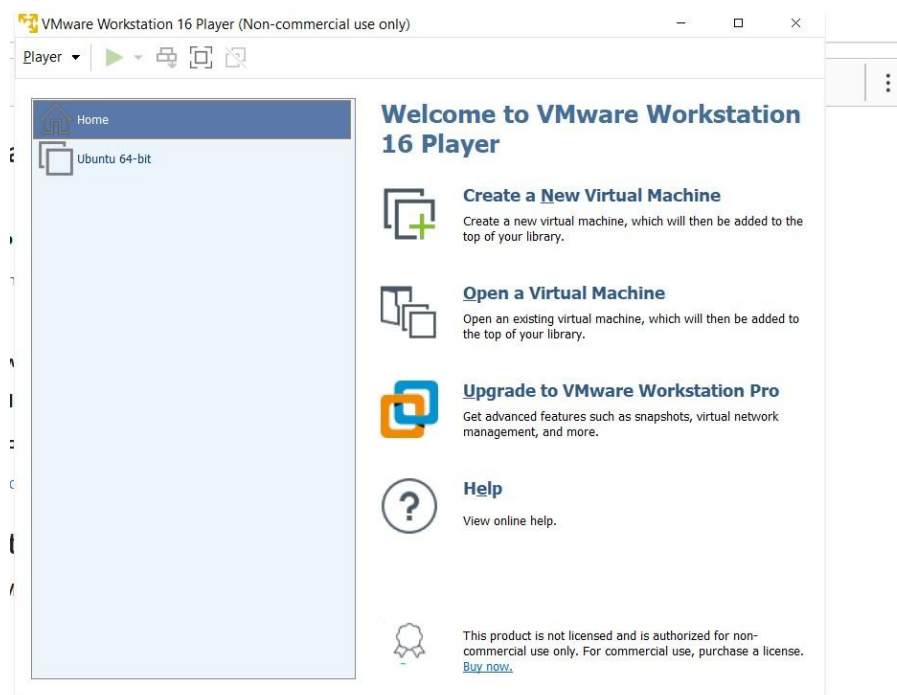 VMware Workstation 16 Player (Non-commercial use only)
Player
Home
Ubuntu 64-bit
Welcome to VMware Workstation
16 Player
Create a New Virtual Machine
Create a new virtual machine, which will then be added to the
top of your library.
Open a Virtual Machine
Open an existing virtual machine, which will then be added to
the top of your library.
Upgrade to VMware Workstation Pro
Get advanced features such as snapshots, virtual network
management, and more.
Help
View online help.
This product is not licensed and is authorized for non-
commercial use only. For commercial use, purchase a license.
Buy now.